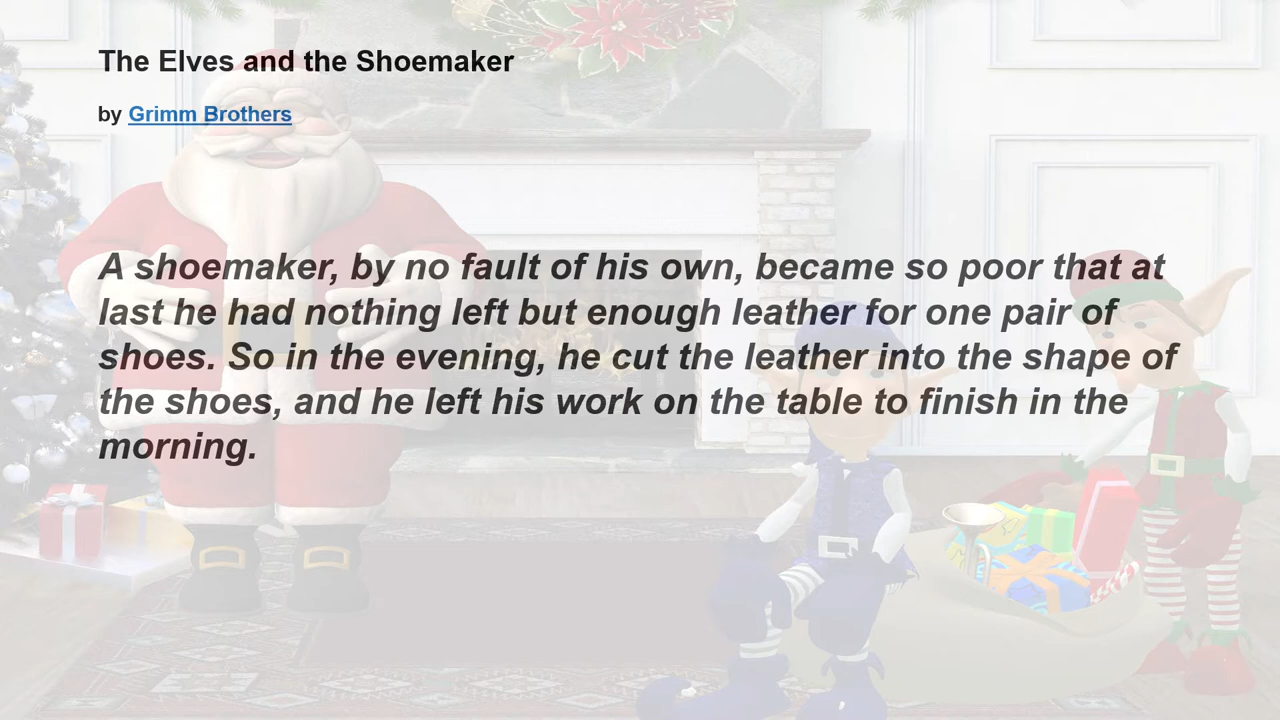 The Elves and the Shoemaker
by Grimm Brothers
A shoemaker, by no fault of his own, became so poor that at
last he had nothing left but enough leather for one pair of
shoes. So in the evening, he cut the leather into the shape of
the shoes, and he left his work on the table to finish in the
morning.